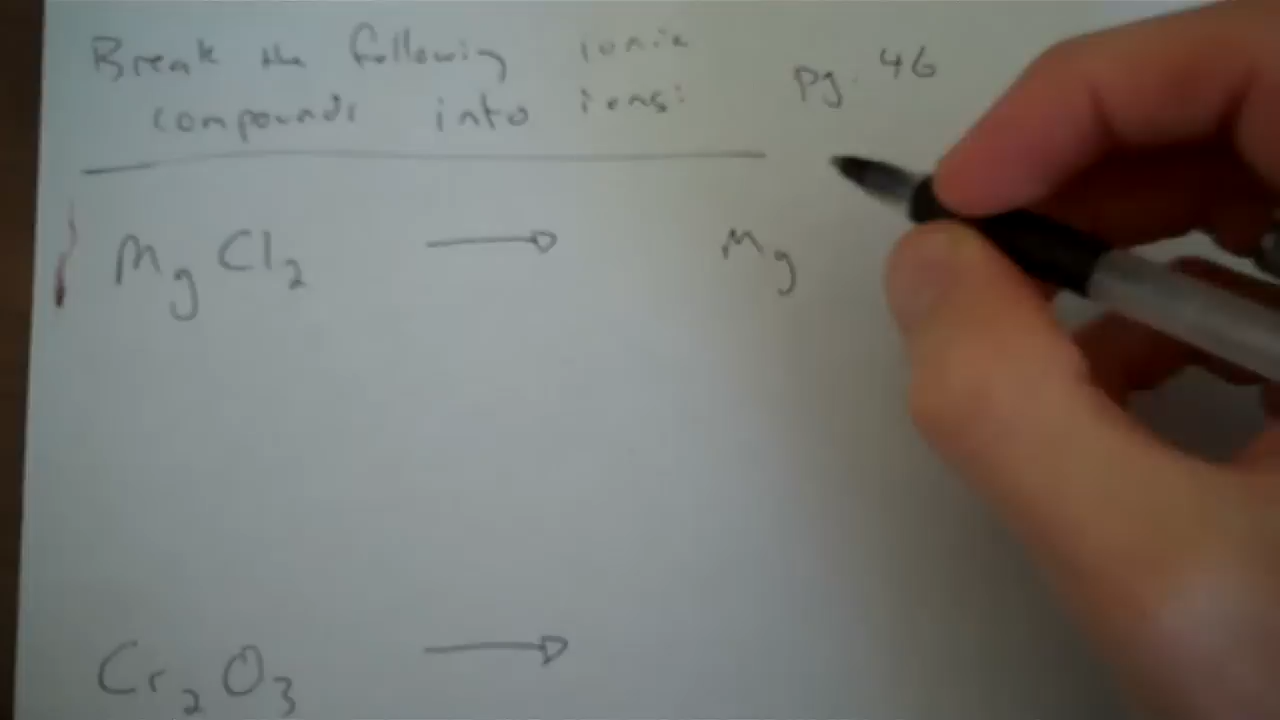 Break the following ionic pg. 46
compounds into ions:
MgCl2 → Mg
Cr2O3 →